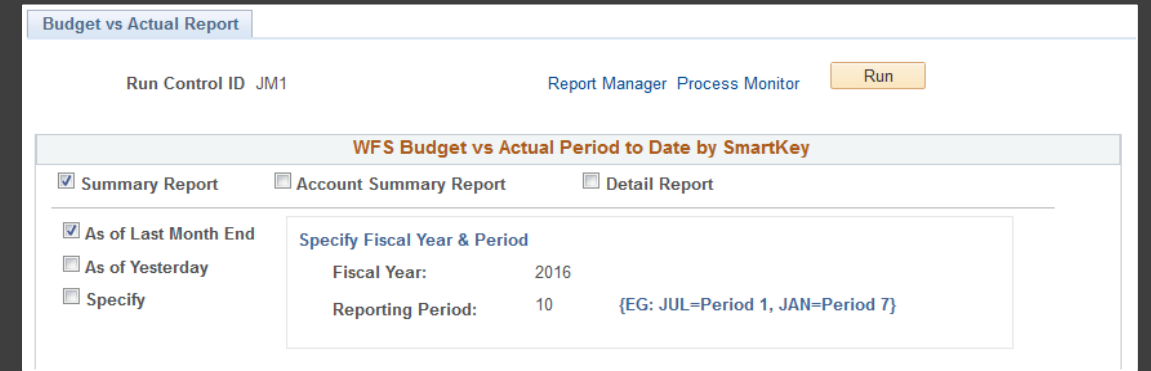 Budget vs Actual Report
Run Control ID JM1 Report Manager Process Monitor Run
WFS Budget vs Actual Period to Date by SmartKey
Summary Report Account Summary Report Detail Report
As of Last Month End
Specify Fiscal Year & Period
As of Yesterday Fiscal Year: 2016
Specify Reporting Period: 10 {EG: JUL=Period 1, JAN=Period 7}